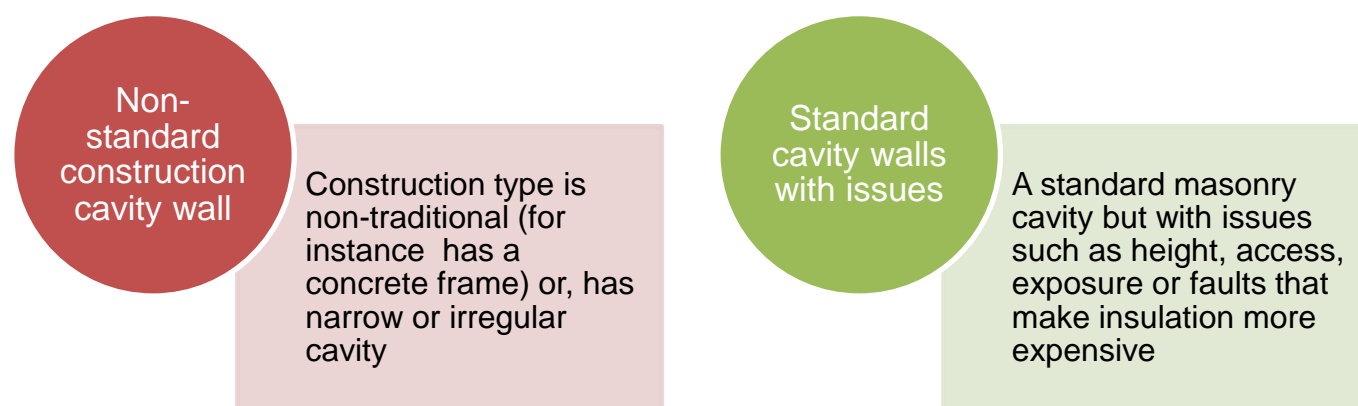 Non-
standard
construction
cavity wall
Construction type is
non-traditional (for
instance  has a
concrete frame) or, has
narrow or irregular
cavity
Standard
cavity walls
with issues
A standard masonry
cavity but with issues
such as height, access,
exposure or faults that
make insulation more
expensive